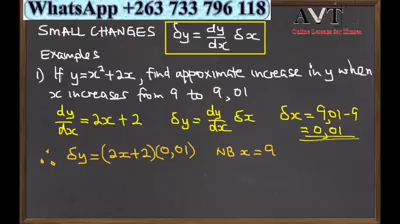 WhatsApp +263 733 796 118
AVT
Online Lessons for Illimuzi
SMALL CHANGES
δy = dy/dx δx
Examples
1) If y=x²+2x, find approximate increase in y when
x increases from 9 to 9,01
dy/dx = 2x + 2 δy = dy/dx δx δx = 9,01-9
= 0,01
∴ δy = (2x+2)(0,01) NB x = 9